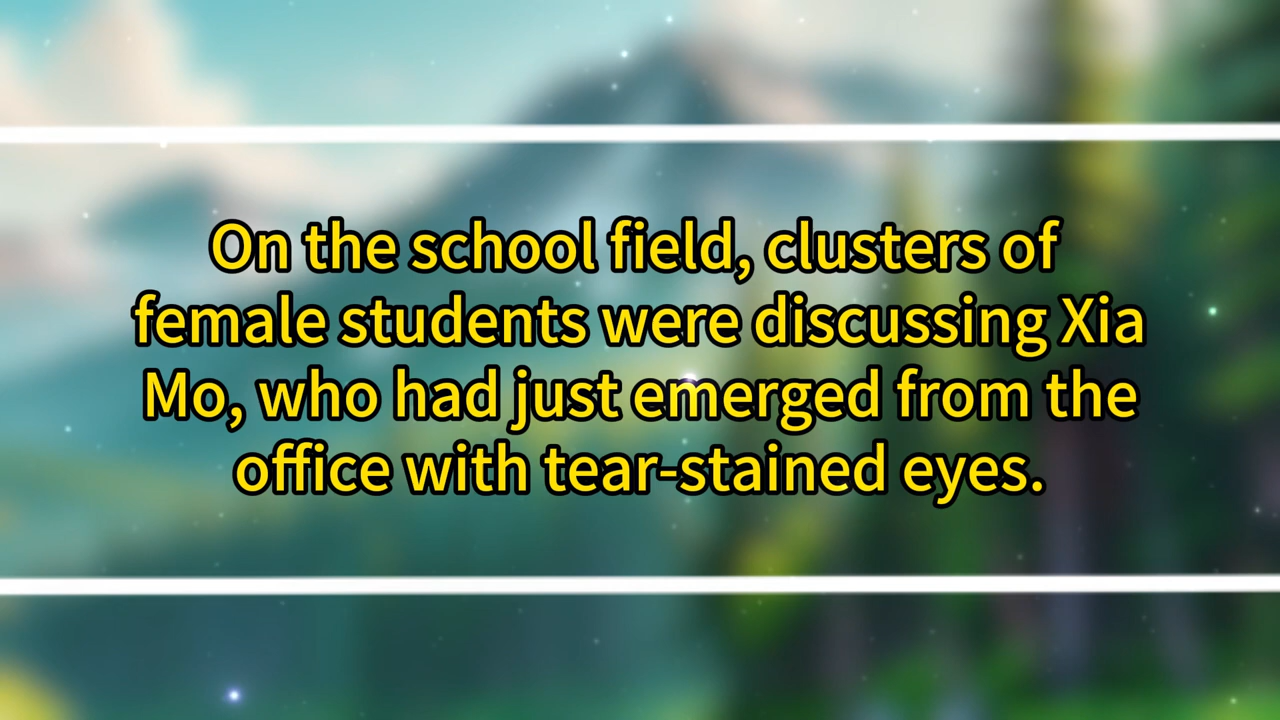 On the school field, clusters of
female students were discussing Xia
Mo, who had just emerged from the
office with tear-stained eyes.